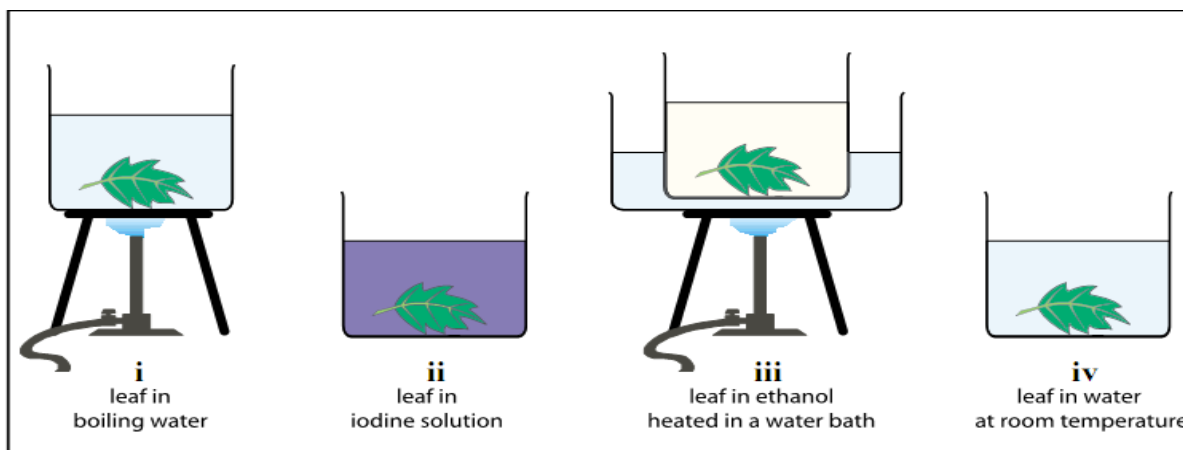 i
leaf in
boiling water
ii
leaf in
iodine solution
iii
leaf in ethanol
heated in a water bath
iv
leaf in water
at room temperature